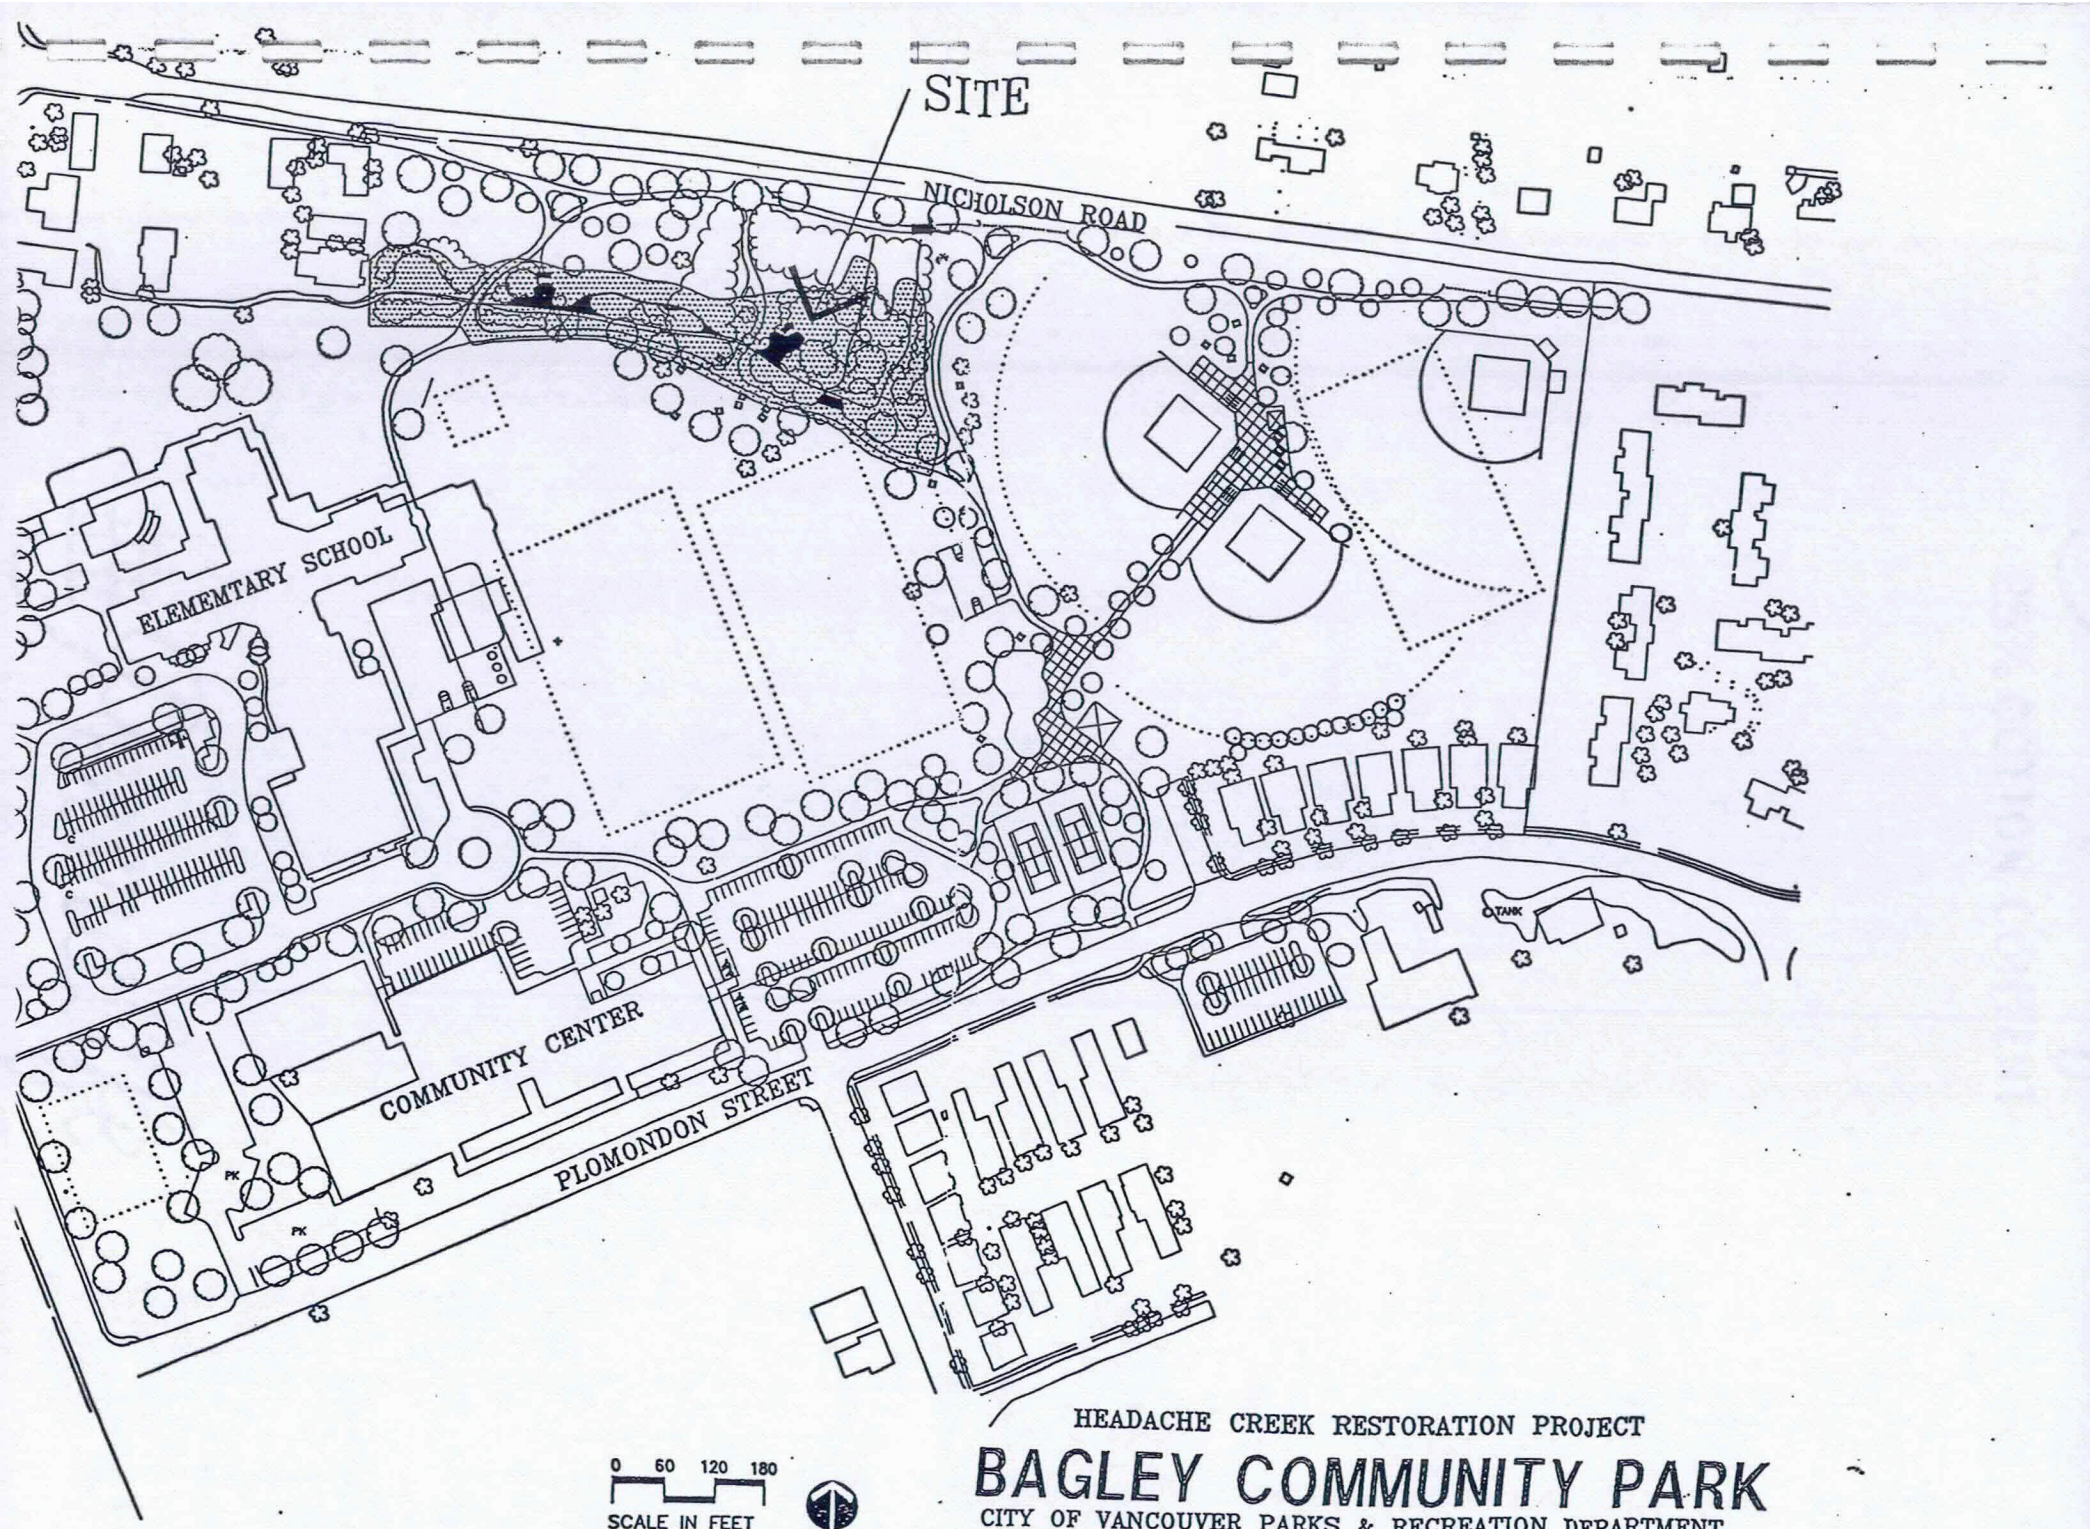 SITE
NICHOLSON ROAD
ELEMEMTARY SCHOOL
TANK
COMMUNITY CENTER
PLOMONDON STREET
PK
PK
HEADACHE CREEK RESTORATION PROJECT
0 60 120 180
SCALE IN FEET
BAGLEY COMMUNITY PARK
CITY OF VANCOUVER PARKS & RECREATION DEPARTMENT